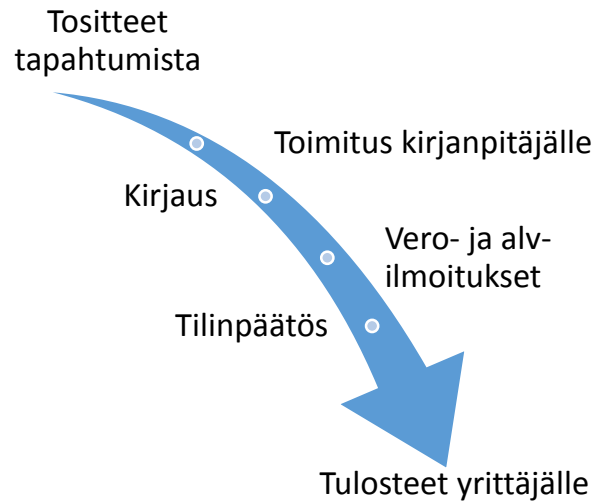 Tositteet
tapahtumista
Toimitus kirjanpitäjälle
Kirjaus
Vero- ja alv-
ilmoitukset
Tilinpäätös
Tulosteet yrittäjälle